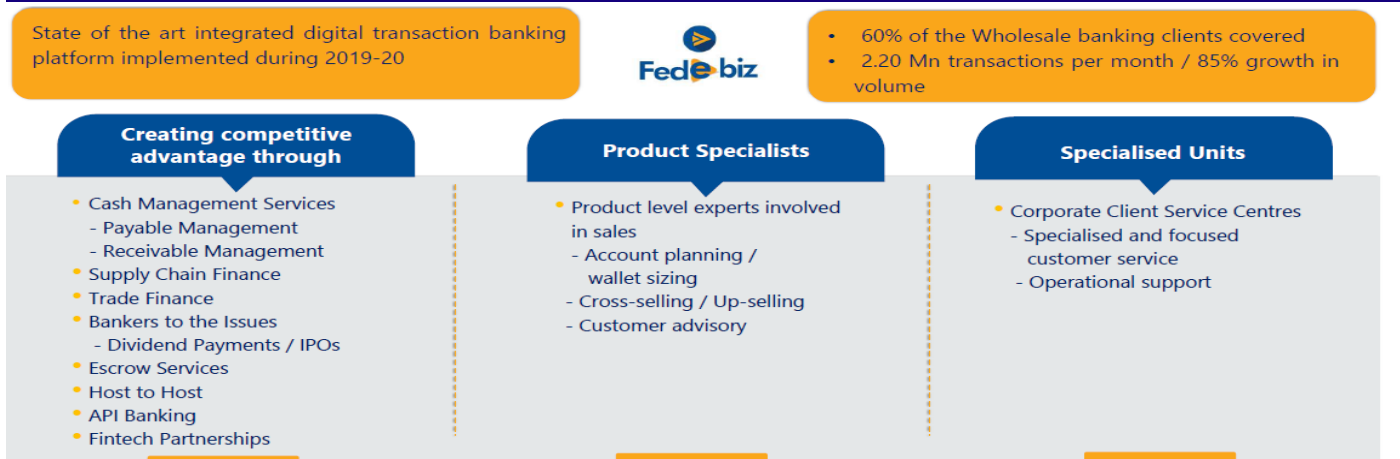 State of the art integrated digital transaction banking
platform implemented during 2019-20
Fed-e-biz
• 60% of the Wholesale banking clients covered
• 2.20 Mn transactions per month / 85% growth in
volume
Creating competitive
advantage through
• Cash Management Services
- Payable Management
- Receivable Management
• Supply Chain Finance
• Trade Finance
• Bankers to the Issues
- Dividend Payments / IPOs
• Escrow Services
• Host to Host
• API Banking
• Fintech Partnerships
Product Specialists
• Product level experts involved
in sales
- Account planning /
wallet sizing
- Cross-selling / Up-selling
- Customer advisory
Specialised Units
• Corporate Client Service Centres
- Specialised and focused
customer service
- Operational support